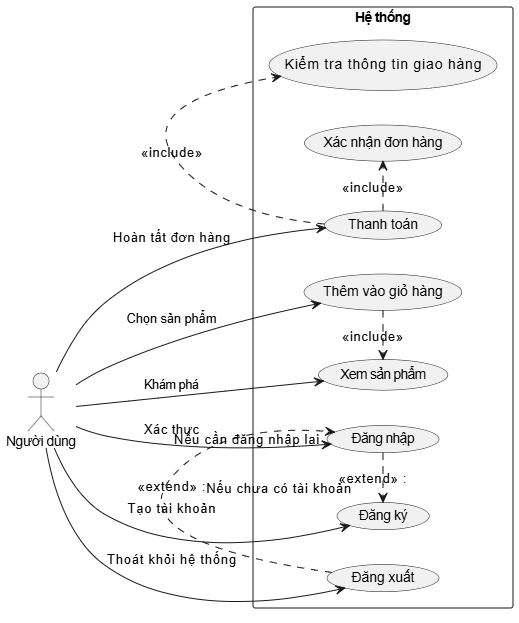 Hệ thống
Kiểm tra thông tin giao hàng
Xác nhận đơn hàng
«include»
«include»
Thanh toán
Hoàn tất đơn hàng
Thêm vào giỏ hàng
Chọn sản phẩm
«include»
Xem sản phẩm
Khám phá
Người dùng
Xác thực
Nếu cần đăng nhập lại
Đăng nhập
«extend» :
Nếu chưa có tài khoản
«extend» :
Tạo tài khoản
Đăng ký
Thoát khỏi hệ thống
Đăng xuất